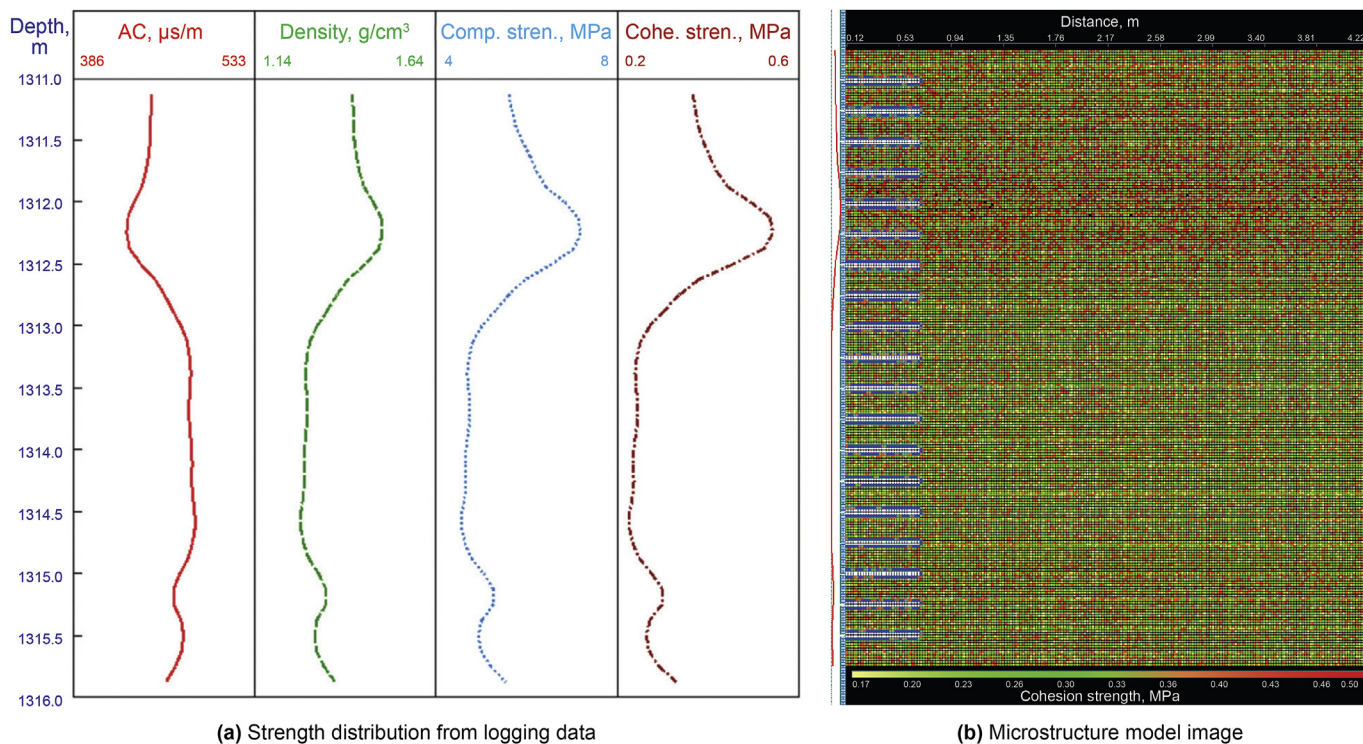 Depth, m
AC, µs/m
386 533
Density, g/cm³
1.14 1.64
Comp. stren., MPa
4 8
Cohe. stren., MPa
0.2 0.6
1311.0
1311.5
1312.0
1312.5
1313.0
1313.5
1314.0
1314.5
1315.0
1315.5
1316.0
(a) Strength distribution from logging data
Distance, m
0.12 0.53 0.94 1.35 1.76 2.17 2.58 2.99 3.40 3.81 4.22
0.17 0.20 0.23 0.26 0.30 0.33 0.36 0.40 0.43 0.46 0.50
Cohesion strength, MPa
(b) Microstructure model image